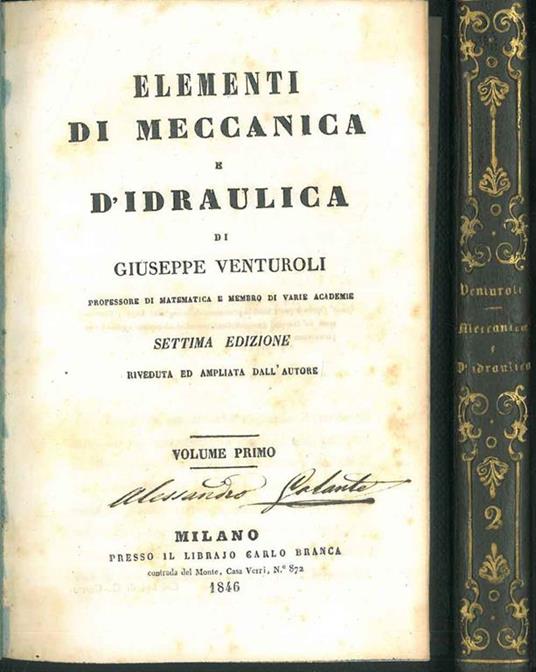 ELEMENTI
DI MECCANICA
E
D'IDRAULICA
DI
GIUSEPPE VENTUROLI
PROFESSORE DI MATEMATICA E MEMBRO DI VARIE ACADEMIE
SETTIMA EDIZIONE
RIVEDUTA ED AMPLIATA DALL'AUTORE
VOLUME PRIMO
Alessandro Galante
MILANO
PRESSO IL LIBRAJO CARLO BRANCA
contrada del Monte, Casa Verri, N.º 872
1846
Venturoli
Meccanica
e
D'idraulica
2